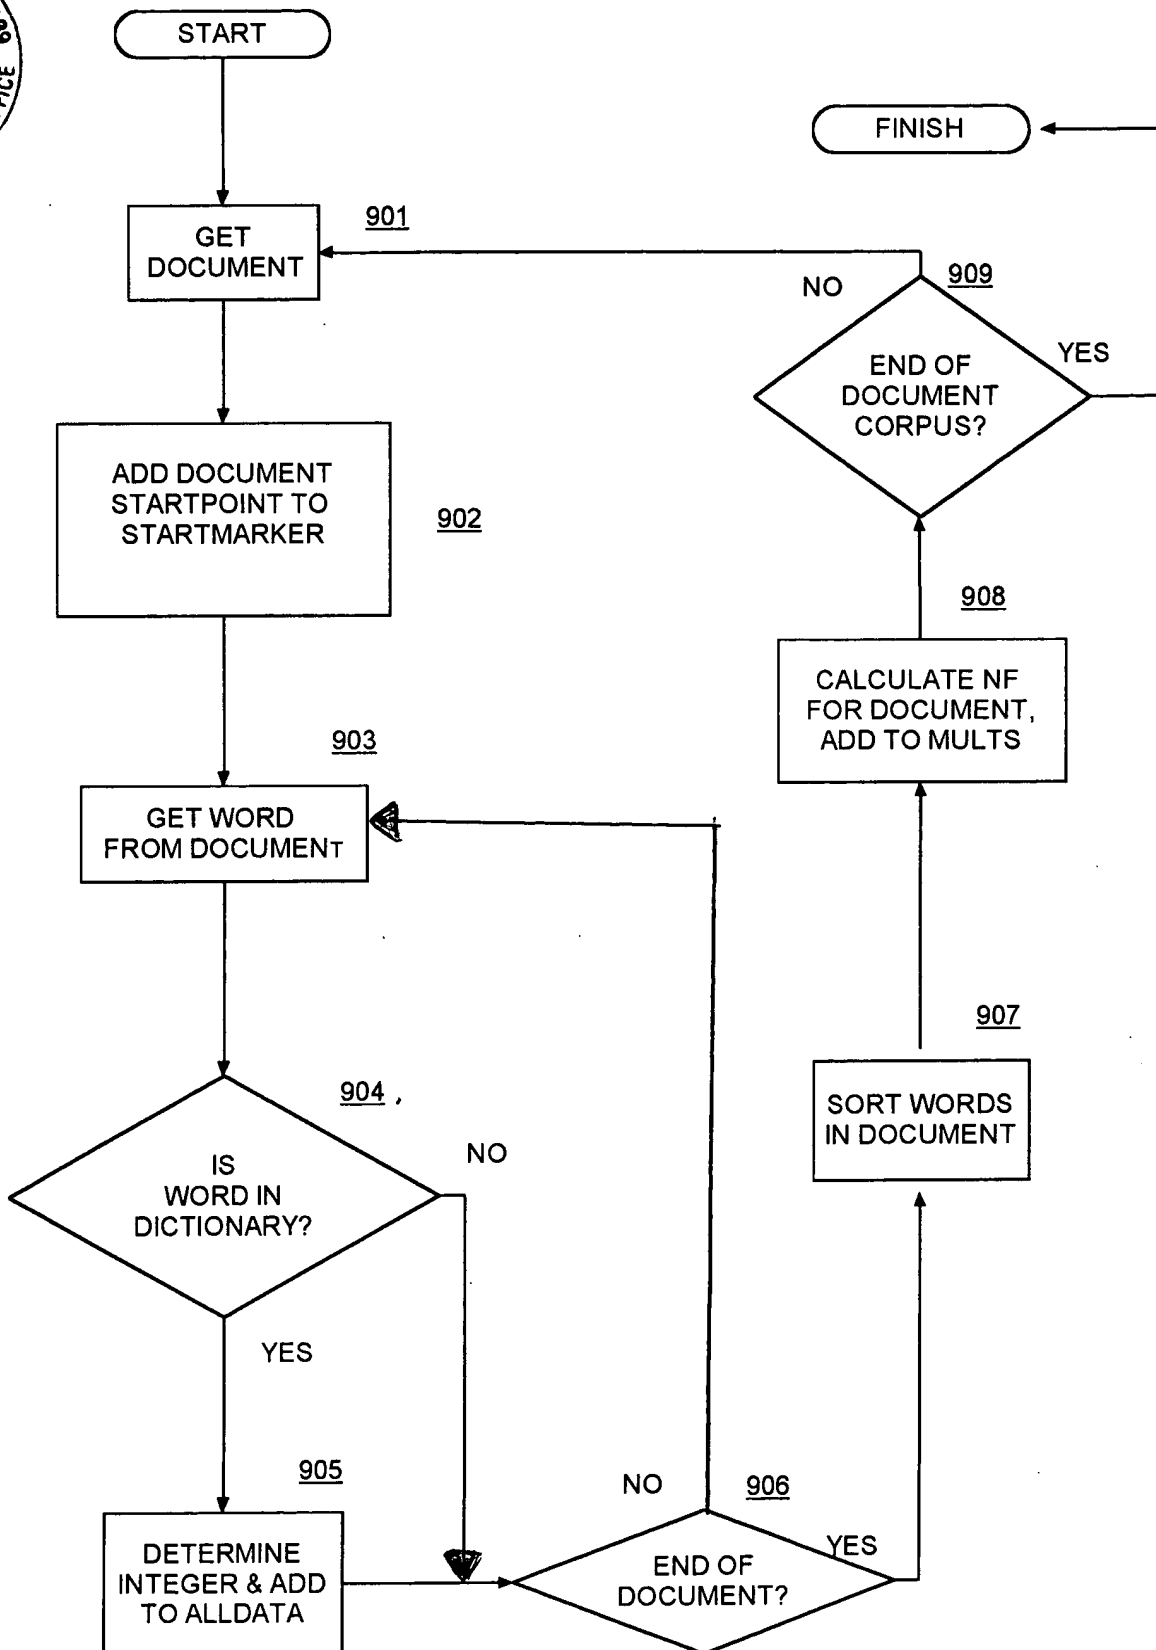 START
FINISH
901
GET
DOCUMENT
909
NO
YES
END OF
DOCUMENT
CORPUS?
ADD DOCUMENT
STARTPOINT TO
STARTMARKER
902
908
CALCULATE NF
FOR DOCUMENT,
ADD TO MULTS
903
GET WORD
FROM DOCUMENT
907
SORT WORDS
IN DOCUMENT
904
NO
IS
WORD IN
DICTIONARY?
YES
905
DETERMINE
INTEGER & ADD
TO ALLDATA
NO
906
YES
END OF
DOCUMENT?